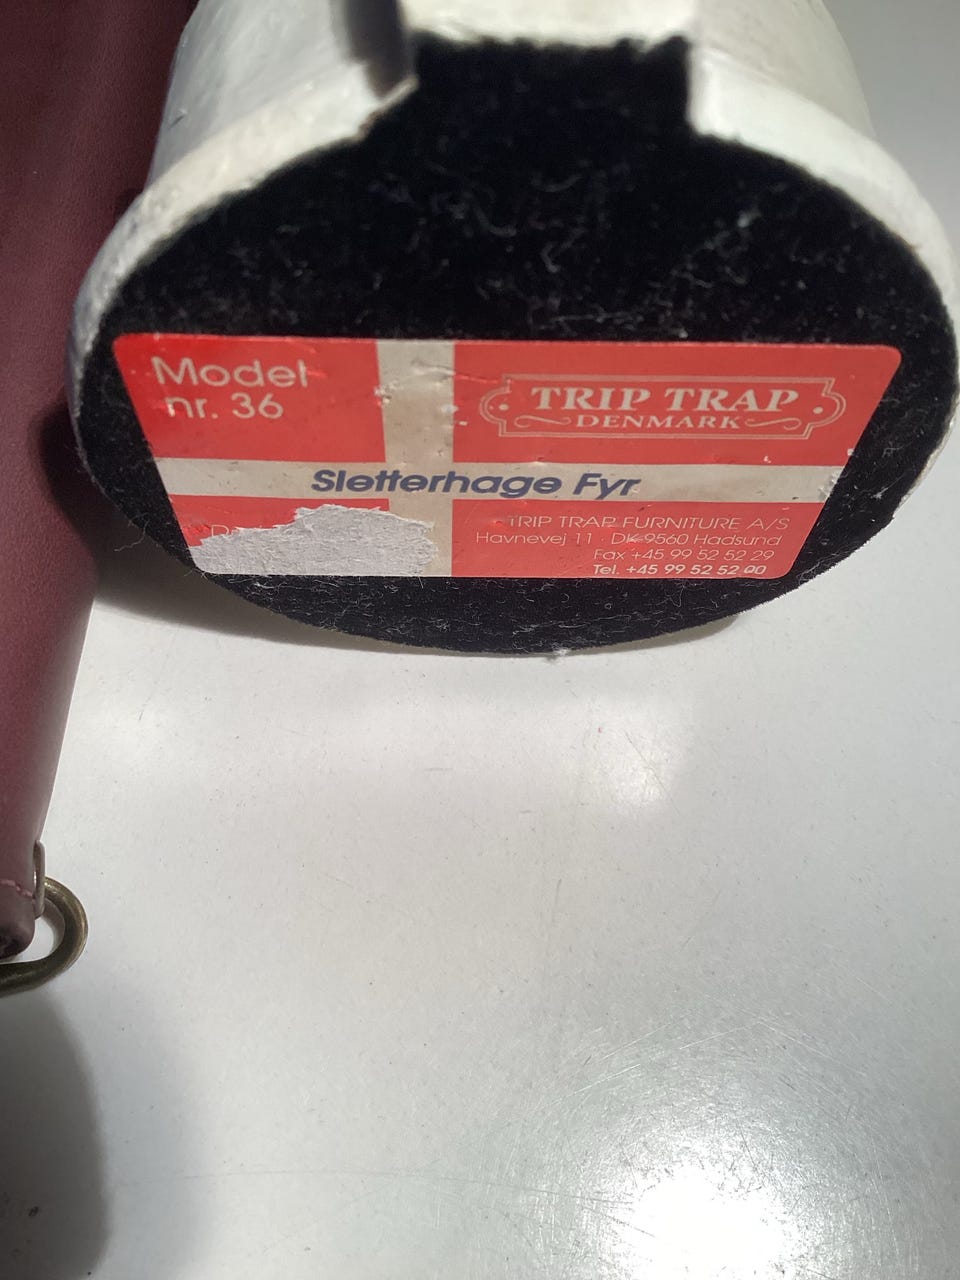 Model
nr. 36
TRIP TRAP
DENMARK
Sletterhage Fyr
TRIP TRAP FURNITURE A/S
Havnevej 11 · DK-9560 Hadsund
Fax +45 99 52 52 29
Tel. +45 99 52 52 00